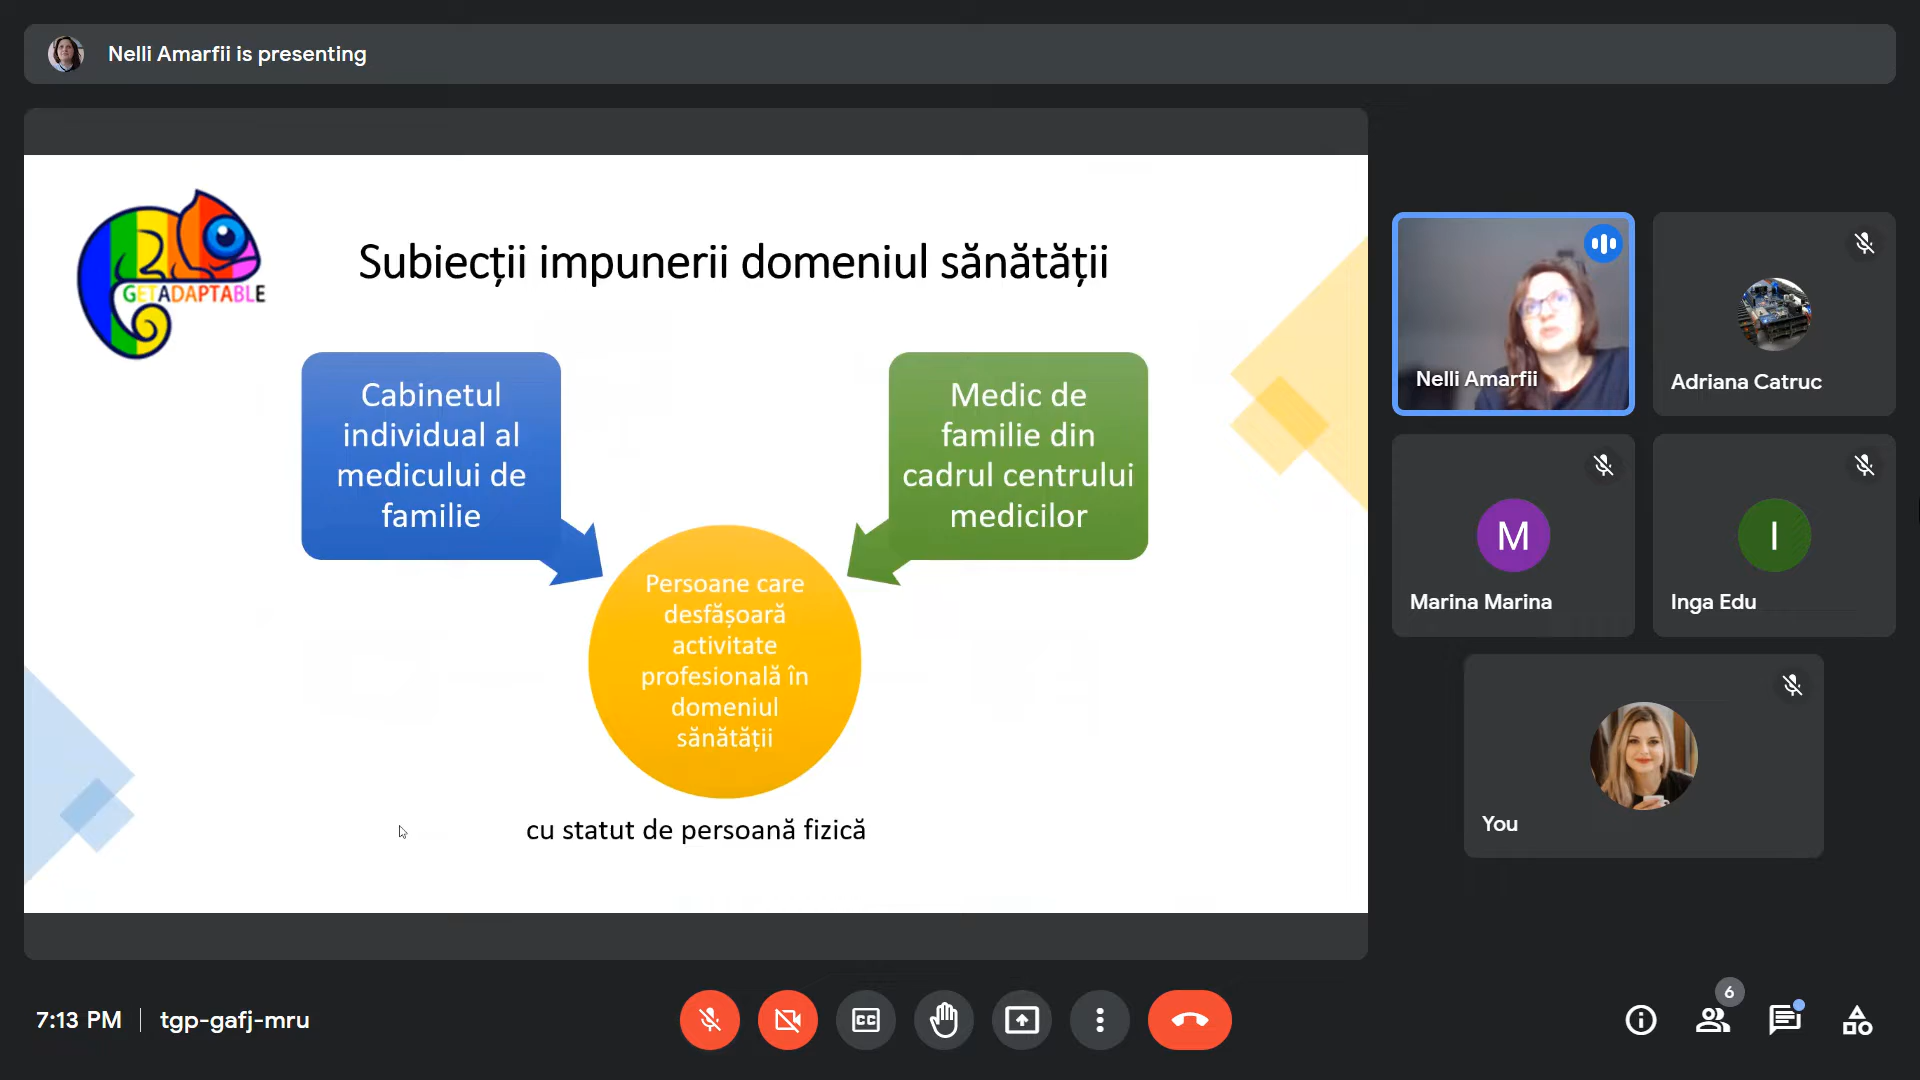 Nelli Amarfii is presenting
GETADAPTABLE
Subiecții impunerii domeniul sănătății
Cabinetul
individual al
medicului de
familie
Medic de
familie din
cadrul centrului
medicilor
Persoane care
desfășoară
activitate
profesională în
domeniul
sănătății
cu statut de persoană fizică
Nelli Amarfii
Adriana Catruc
M
Marina Marina
I
Inga Edu
You
7:13 PM
tgp-gafj-mru
CC
6